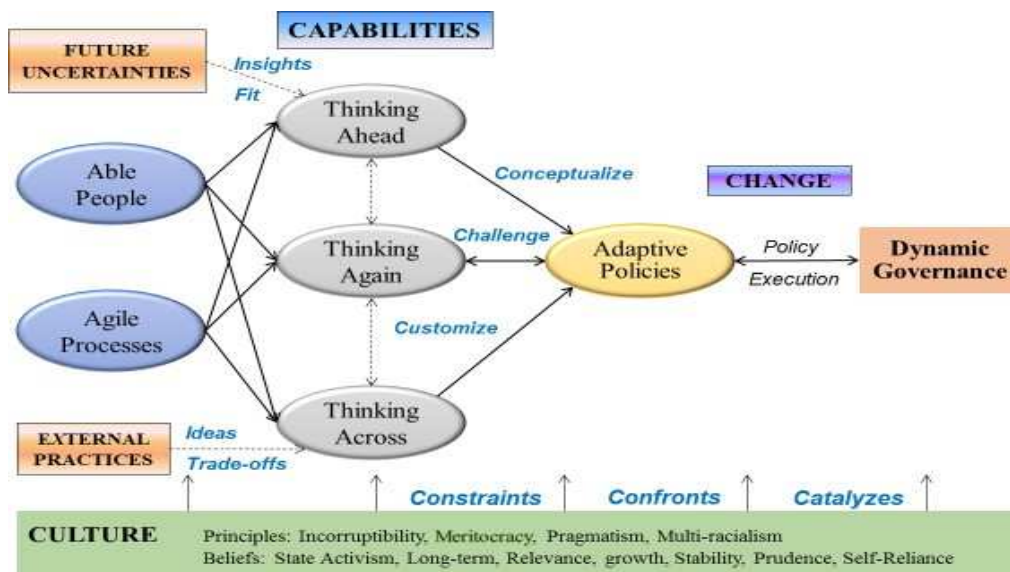 CAPABILITIES
FUTURE
UNCERTAINTIES
Insights
Fit
Thinking
Ahead
Able
People
Conceptualize
CHANGE
Thinking
Again
Challenge
Adaptive
Policies
Policy
Execution
Dynamic
Governance
Agile
Processes
Customize
Thinking
Across
EXTERNAL
PRACTICES
Ideas
Trade-offs
Constraints
Confronts
Catalyzes
CULTURE
Principles: Incorruptibility, Meritocracy, Pragmatism, Multi-racialism
Beliefs: State Activism, Long-term, Relevance, growth, Stability, Prudence, Self-Reliance